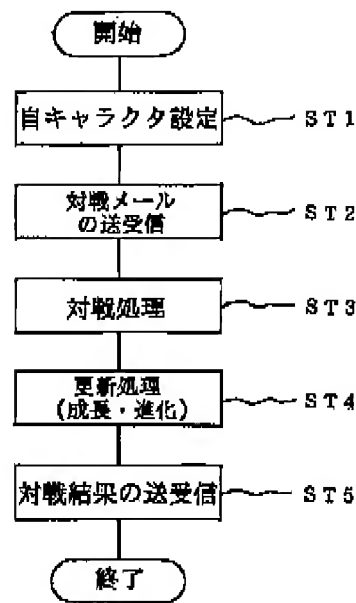 開始
自キャラクタ設定 ST1
対戦メール
の送受信 ST2
対戦処理 ST3
更新処理
(成長・進化) ST4
対戦結果の送受信 ST5
終了